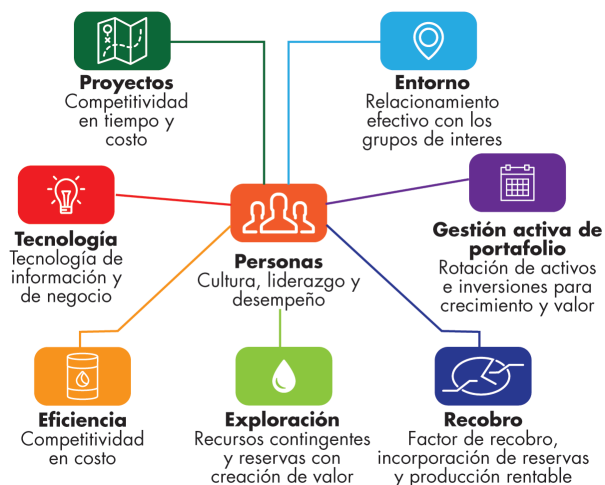 Proyectos
Competitividad
en tiempo y
costo
Entorno
Relacionamiento
efectivo con los
grupos de interes
Tecnología
Tecnología de
información y
de negocio
Personas
Cultura, liderazgo y
desempeño
Gestión activa de
portafolio
Rotación de activos
e inversiones para
crecimiento y valor
Eficiencia
Competitividad
en costo
Exploración
Recursos contingentes
y reservas con
creación de valor
Recobro
Factor de recobro,
incorporación de reservas
y producción rentable